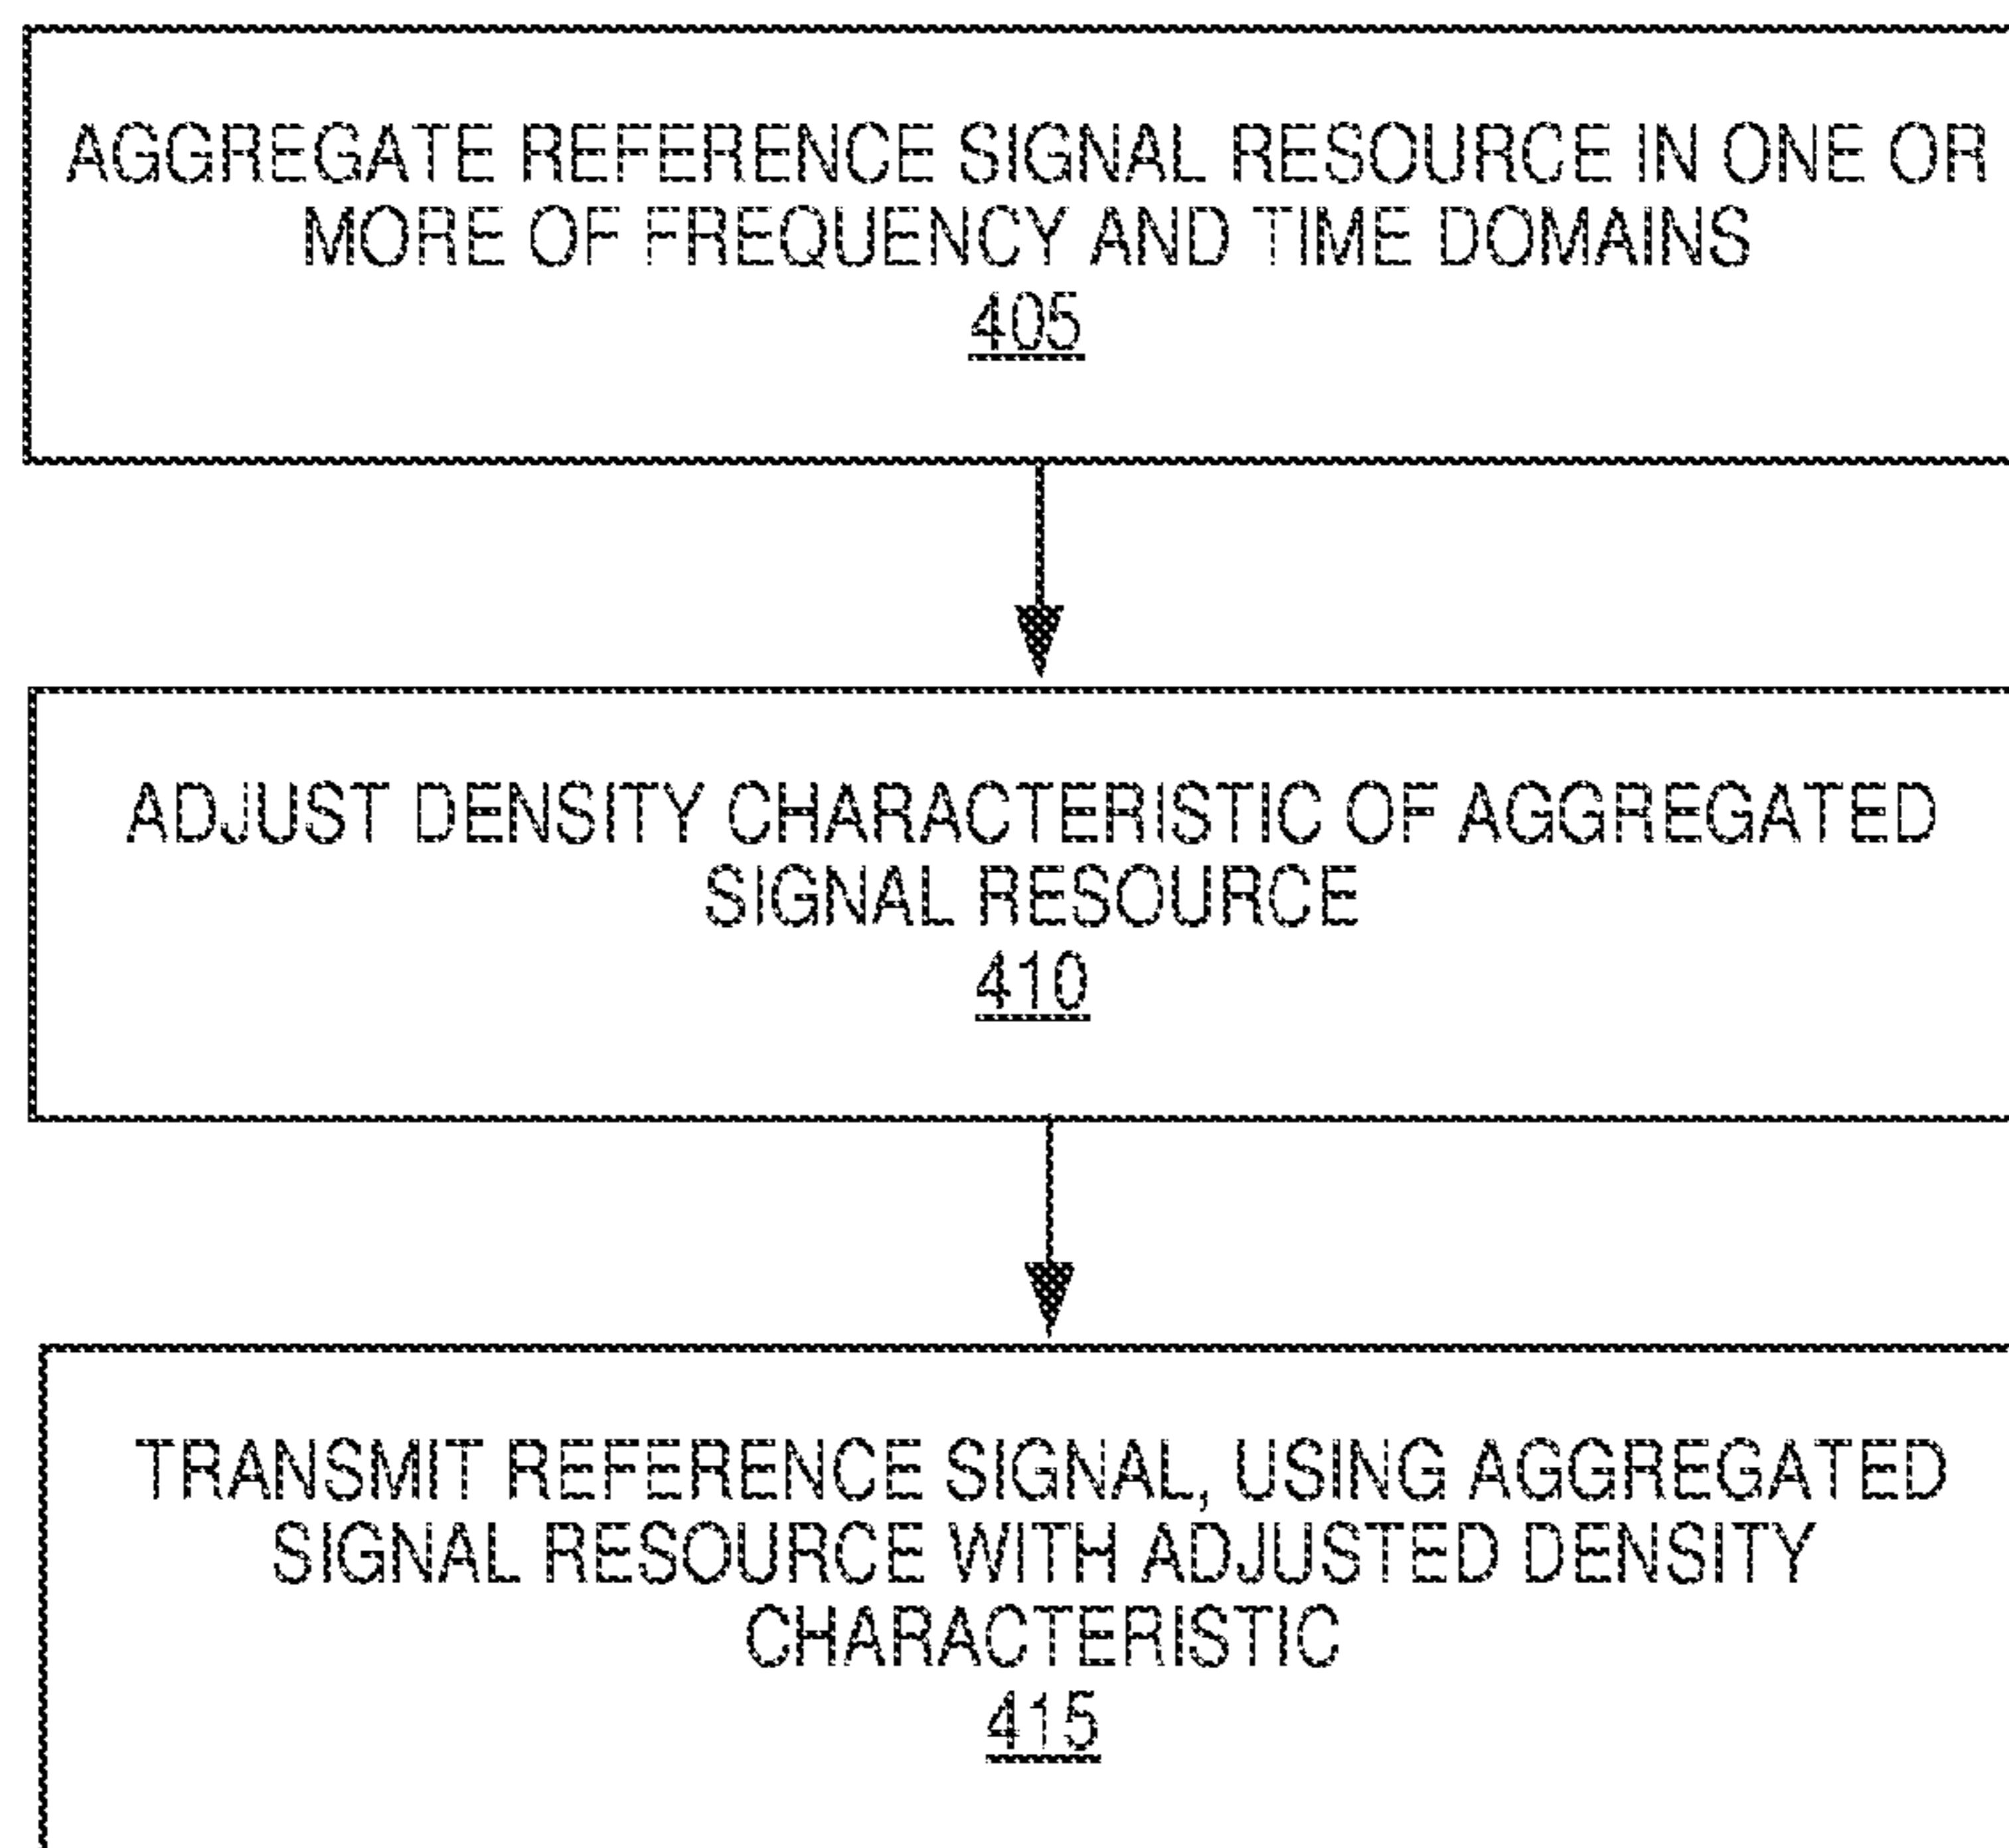 AGGREGATE REFERENCE SIGNAL RESOURCE IN ONE OR
MORE OF FREQUENCY AND TIME DOMAINS
405
ADJUST DENSITY CHARACTERISTIC OF AGGREGATED
SIGNAL RESOURCE
410
TRANSMIT REFERENCE SIGNAL, USING AGGREGATED
SIGNAL RESOURCE WITH ADJUSTED DENSITY
CHARACTERISTIC
415